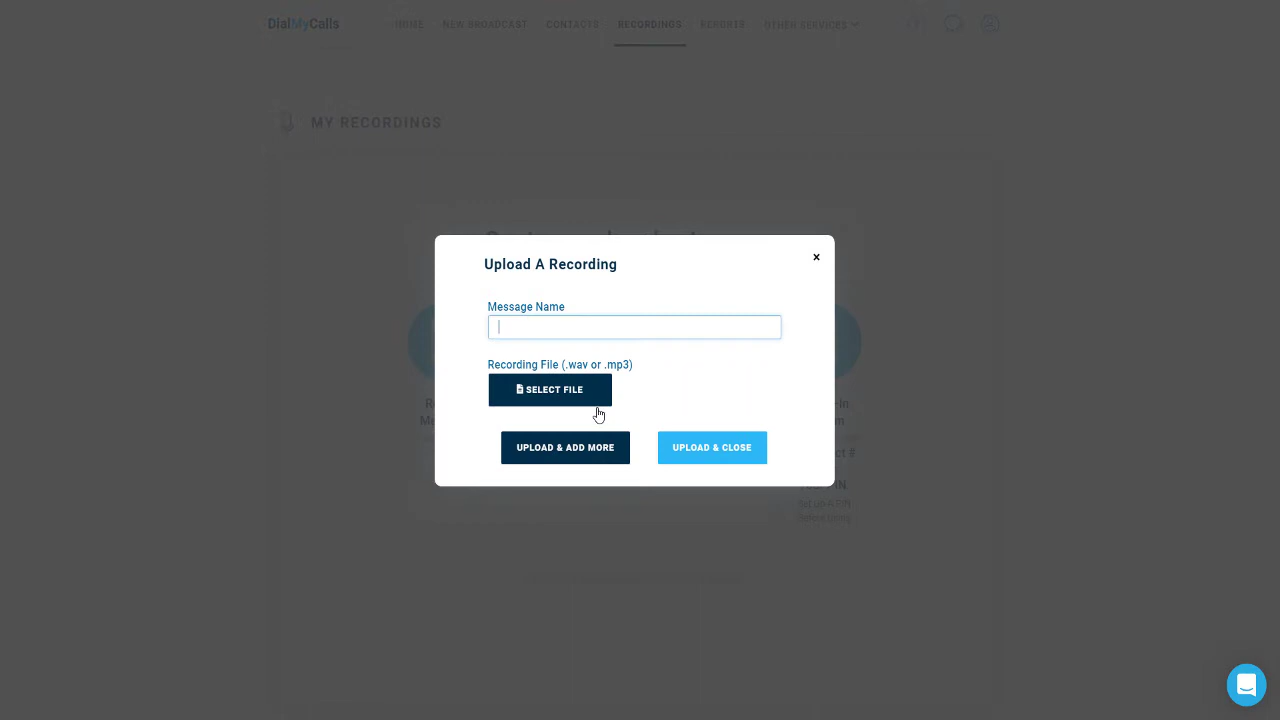 DialMyCalls
HOME
NEW BROADCAST
CONTACTS
RECORDINGS
REORDER
OTHER SERVICES
MY RECORDINGS
Upload A Recording
×
Message Name
Recording File (.wav or .mp3)
SELECT FILE
UPLOAD & ADD MORE
UPLOAD & CLOSE